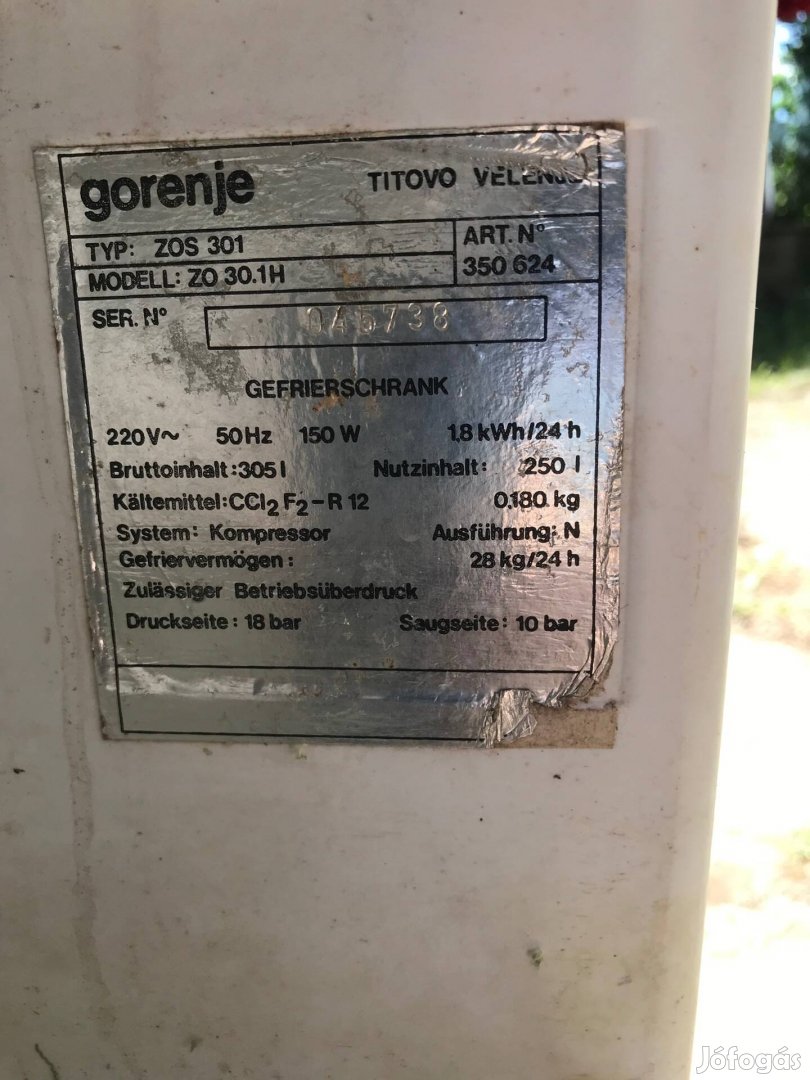 gorenje TITOVO VELENJE
TYP: ZOS 301
ART. Nº
MODELL: ZO 30.1H
350 624
SER. Nº 045738
GEFRIERSCHRANK
220V~ 50Hz 150 W 1,8 kWh/24 h
Bruttoinhalt:305 l Nutzinhalt: 250 l
Kältemittel:CCl₂ F₂-R 12 0.180 kg
System: Kompressor Ausführung: N
Gefriervermögen: 28 kg/24 h
Zulässiger Betriebsüberdruck
Druckseite: 18 bar Saugseite: 10 bar
Jófogás